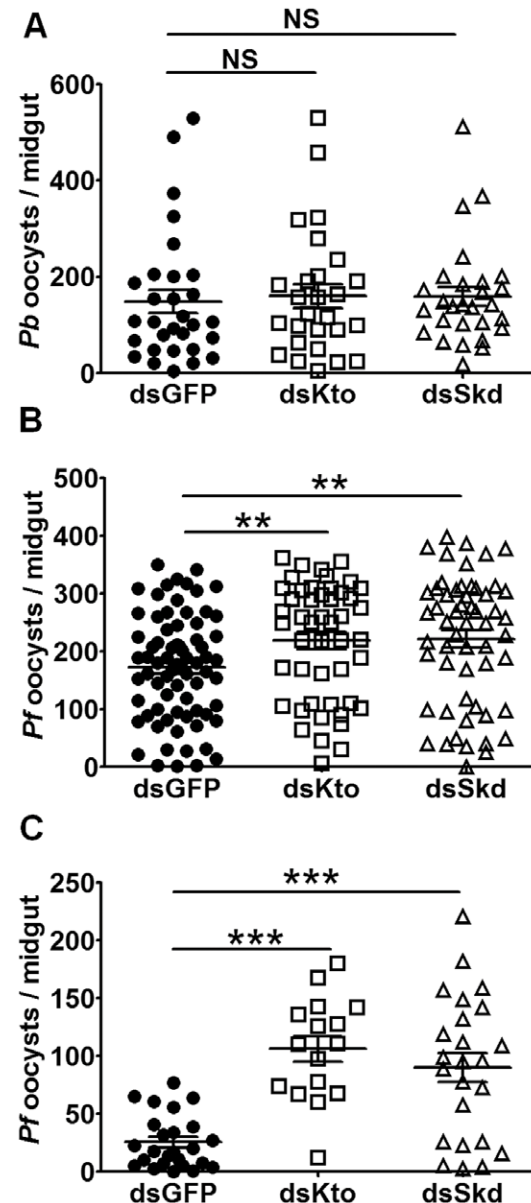 A
NS
NS
600
400
200
0
Pb oocysts / midgut
dsGFP dsKto dsSkd
B
**
**
500
400
300
200
100
0
Pf oocysts / midgut
dsGFP dsKto dsSkd
C
***
***
250
200
150
100
50
0
Pf oocysts / midgut
dsGFP dsKto dsSkd